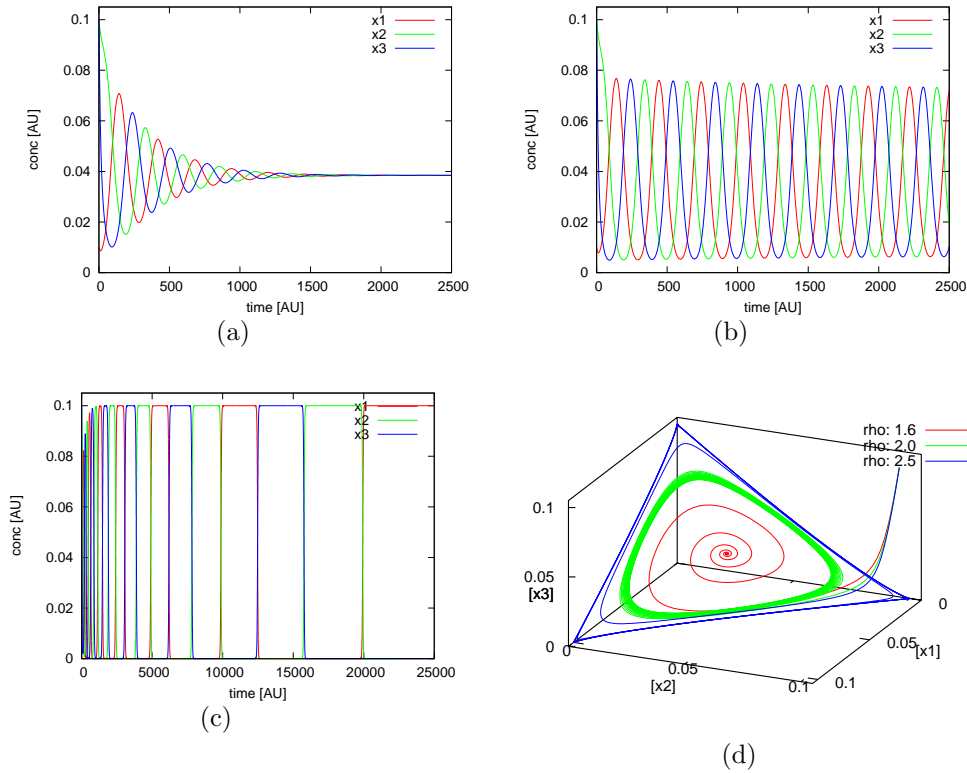 conc [AU]
0.1
0.08
0.06
0.04
0.02
0
x1
x2
x3
0 500 1000 1500 2000 2500
time [AU]
(a)
conc [AU]
0.1
0.08
0.06
0.04
0.02
0
x1
x2
x3
0 500 1000 1500 2000 2500
time [AU]
(b)
conc [AU]
0.1
0.08
0.06
0.04
0.02
0
x1
x2
x3
0 5000 10000 15000 20000 25000
time [AU]
(c)
rho: 1.6
rho: 2.0
rho: 2.5
0.1
0.05
[x3]
0
0
0.05
0.1
[x2]
0
0.05
0.1
[x1]
(d)